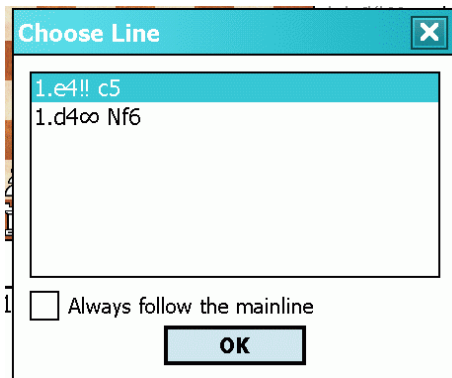 Choose Line
1.e4!! c5
1.d4∞ Nf6
Always follow the mainline
OK